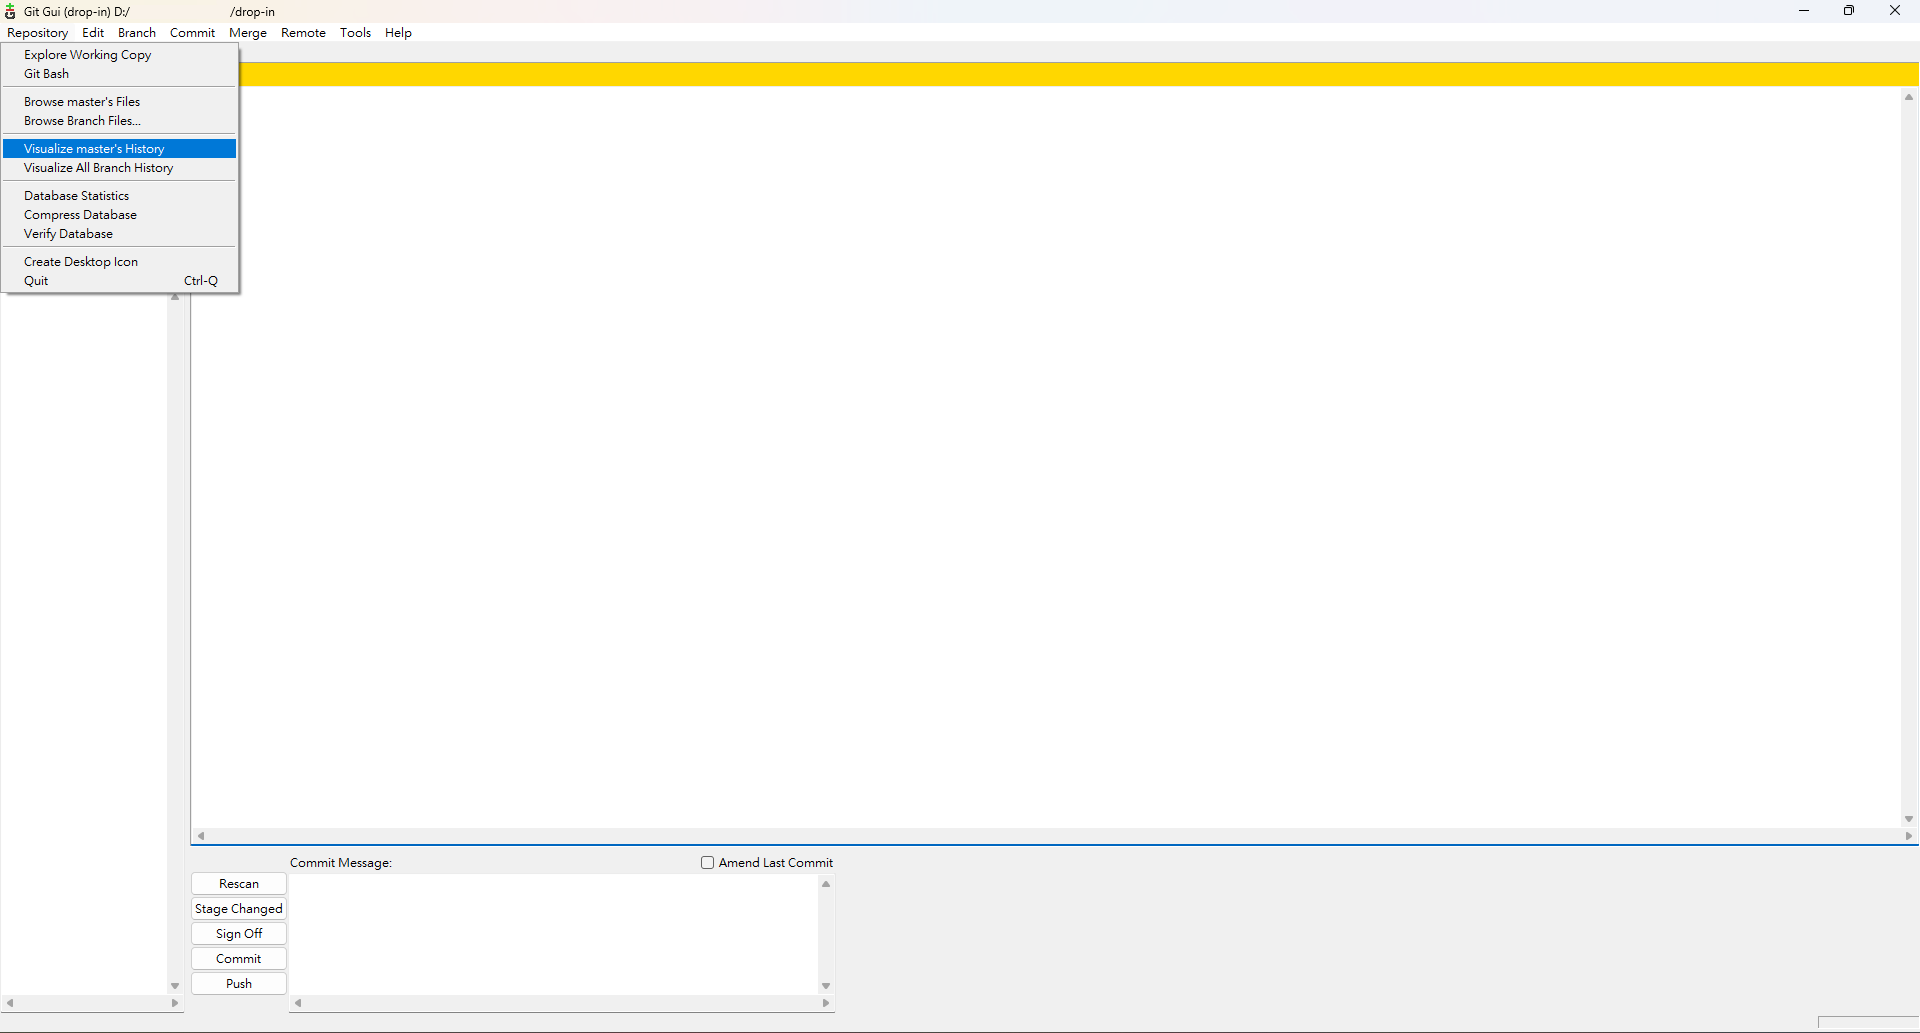 Git Gui (drop-in) D:/ /drop-in
Repository Edit Branch Commit Merge Remote Tools Help
Explore Working Copy
Git Bash
Browse master's Files
Browse Branch Files...
Visualize master's History
Visualize All Branch History
Database Statistics
Compress Database
Verify Database
Create Desktop Icon
Quit Ctrl-Q
Commit Message: Amend Last Commit
Rescan
Stage Changed
Sign Off
Commit
Push